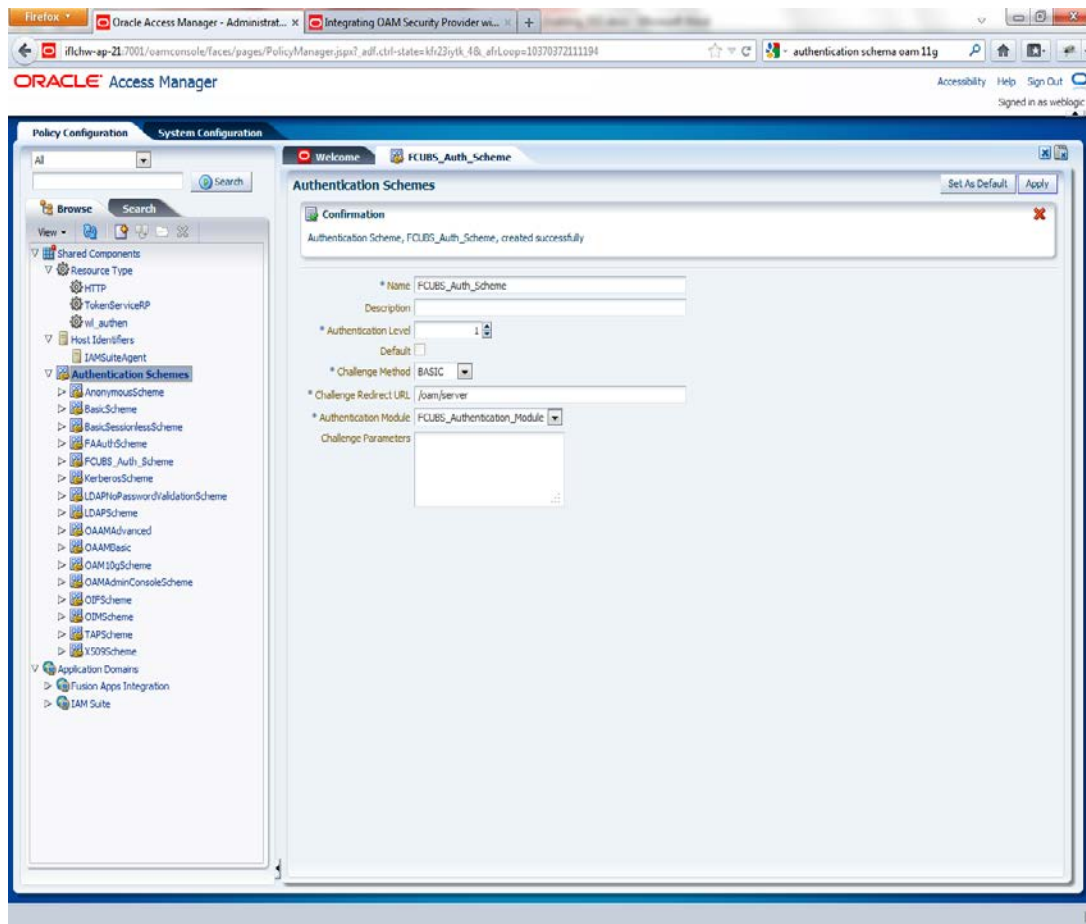 Firefox
Oracle Access Manager - Administrat... x
Integrating OAM Security Provider wi... x
+
iflchw-ap-21:7001/oamconsole/faces/pages/PolicyManager.jspx?_adf.ctrl-state=kfr23iytk_4&_afrLoop=10370372111194
authentication schema oam 11g
ORACLE Access Manager
Accessibility Help Sign Out
Signed in as weblogic
Policy Configuration System Configuration
All
Search
Browse Search
View
Shared Components
Resource Type
HTTP
TokenServiceRP
wl_authen
Host Identifiers
IAMSuiteAgent
Authentication Schemes
AnonymousScheme
BasicScheme
BasicSessionlessScheme
FAAuthScheme
FCUBS_Auth_Scheme
KerberosScheme
LDAPNoPasswordValidationScheme
LDAPScheme
OAAMAdvanced
OAAMBasic
OAM10gScheme
OAMAdminConsoleScheme
OIFScheme
OIMScheme
TAPScheme
X509Scheme
Application Domains
Fusion Apps Integration
IAM Suite
Welcome FCUBS_Auth_Scheme
Authentication Schemes
Set As Default Apply
Confirmation
Authentication Scheme, FCUBS_Auth_Scheme, created successfully
* Name FCUBS_Auth_Scheme
Description
* Authentication Level 1
Default
* Challenge Method BASIC
* Challenge Redirect URL /oam/server
* Authentication Module FCUBS_Authentication_Module
Challenge Parameters